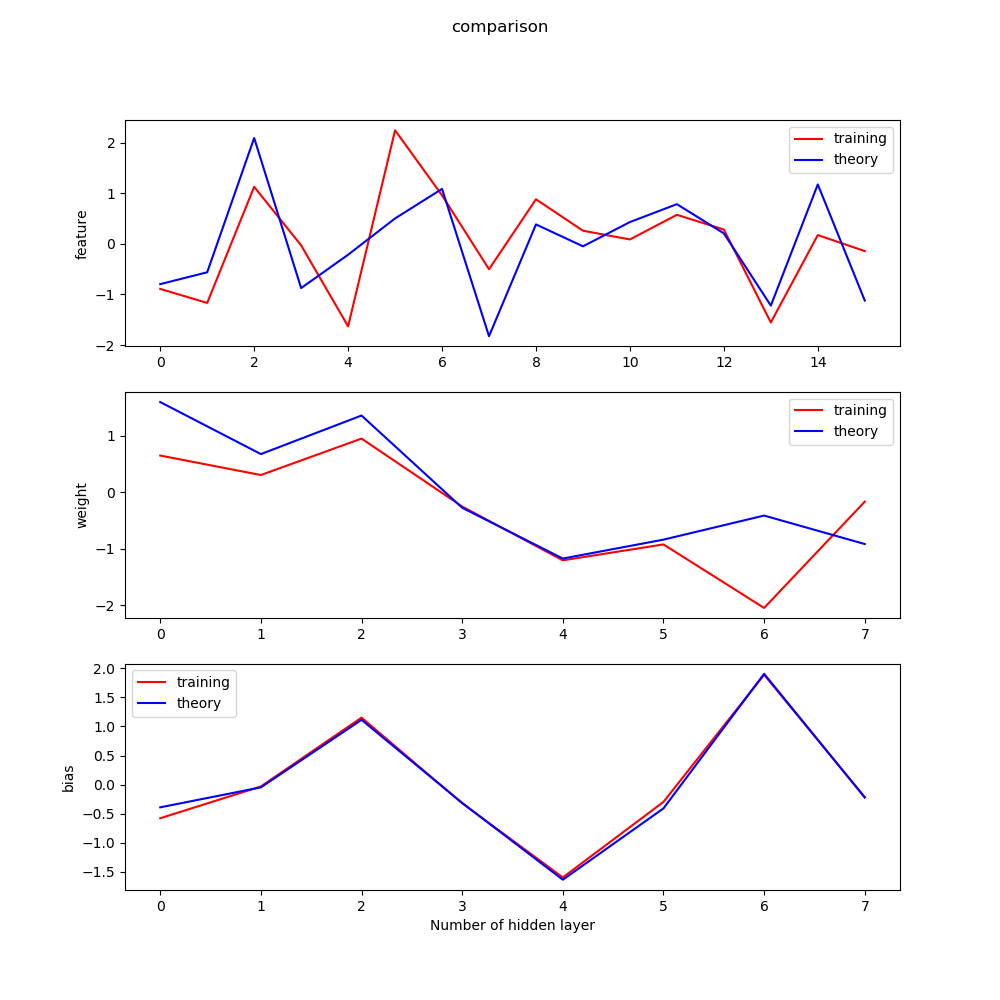 comparison
feature
2
1
0
−1
−2
training
theory
0 2 4 6 8 10 12 14
weight
1
0
−1
−2
training
theory
0 1 2 3 4 5 6 7
bias
2.0
1.5
1.0
0.5
0.0
−0.5
−1.0
−1.5
training
theory
0 1 2 3 4 5 6 7
Number of hidden layer